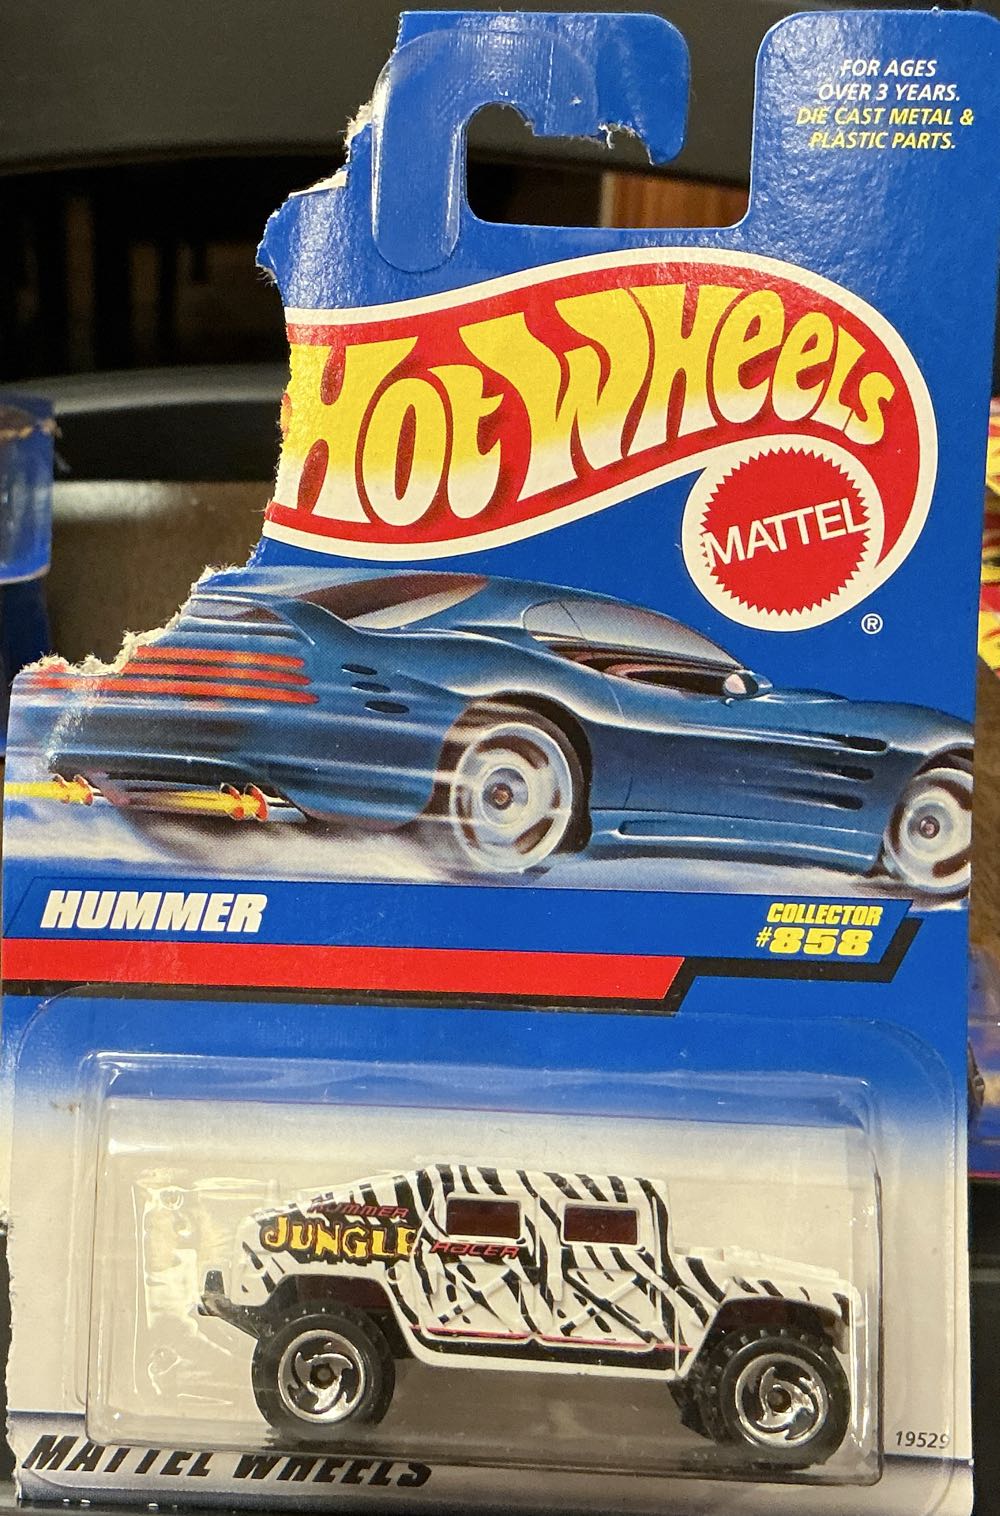 FOR AGES
OVER 3 YEARS.
DIE CAST METAL &
PLASTIC PARTS.
HOT WHEELS
MATTEL
®
HUMMER
COLLECTOR
#858
HUMMER
JUNGLE
RACER
19529
MATTEL WHEELS